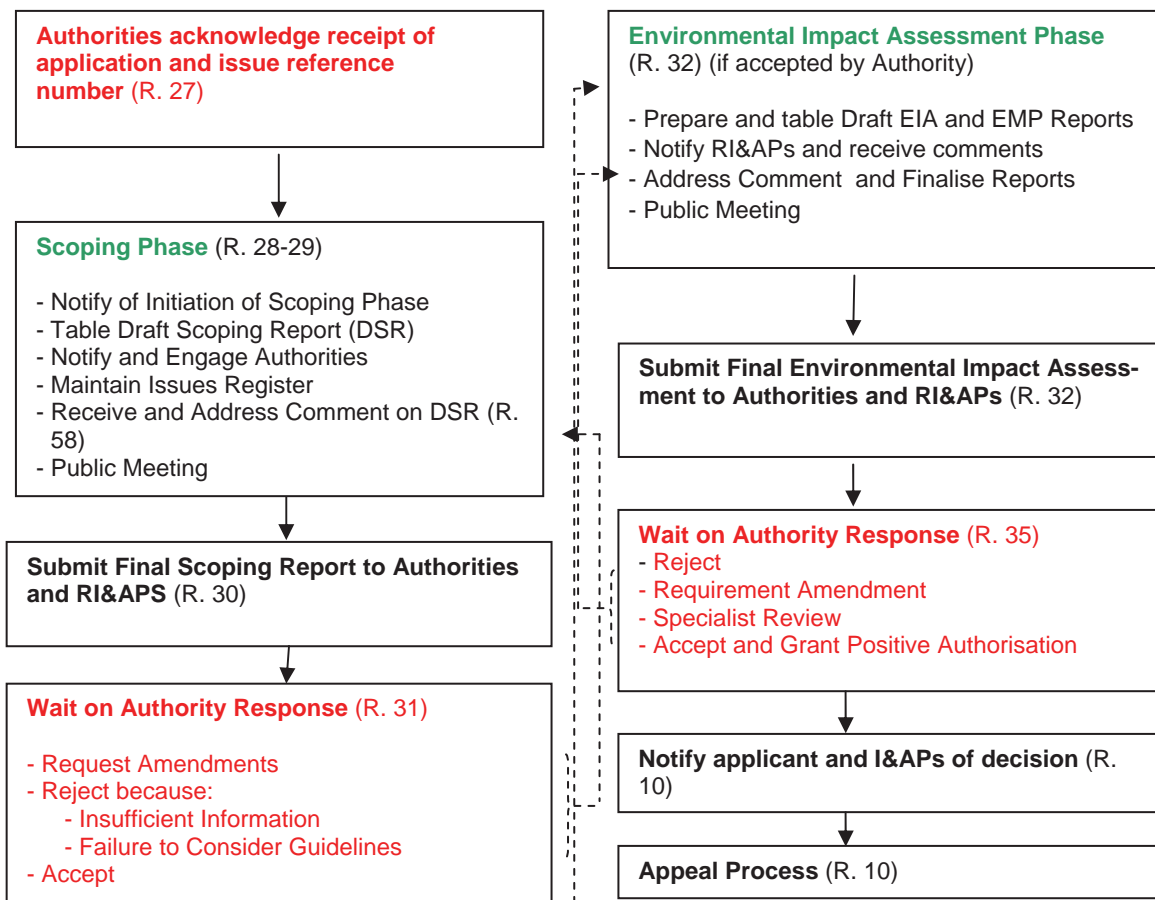 Authorities acknowledge receipt of
application and issue reference
number (R. 27)
Scoping Phase (R. 28-29)
- Notify of Initiation of Scoping Phase
- Table Draft Scoping Report (DSR)
- Notify and Engage Authorities
- Maintain Issues Register
- Receive and Address Comment on DSR (R.
58)
- Public Meeting
Submit Final Scoping Report to Authorities
and RI&APS (R. 30)
Wait on Authority Response (R. 31)
- Request Amendments
- Reject because:
- Insufficient Information
- Failure to Consider Guidelines
- Accept
Environmental Impact Assessment Phase
(R. 32) (if accepted by Authority)
- Prepare and table Draft EIA and EMP Reports
- Notify RI&APs and receive comments
- Address Comment and Finalise Reports
- Public Meeting
Submit Final Environmental Impact Assess-
ment to Authorities and RI&APs (R. 32)
Wait on Authority Response (R. 35)
- Reject
- Requirement Amendment
- Specialist Review
- Accept and Grant Positive Authorisation
Notify applicant and I&APs of decision (R.
10)
Appeal Process (R. 10)